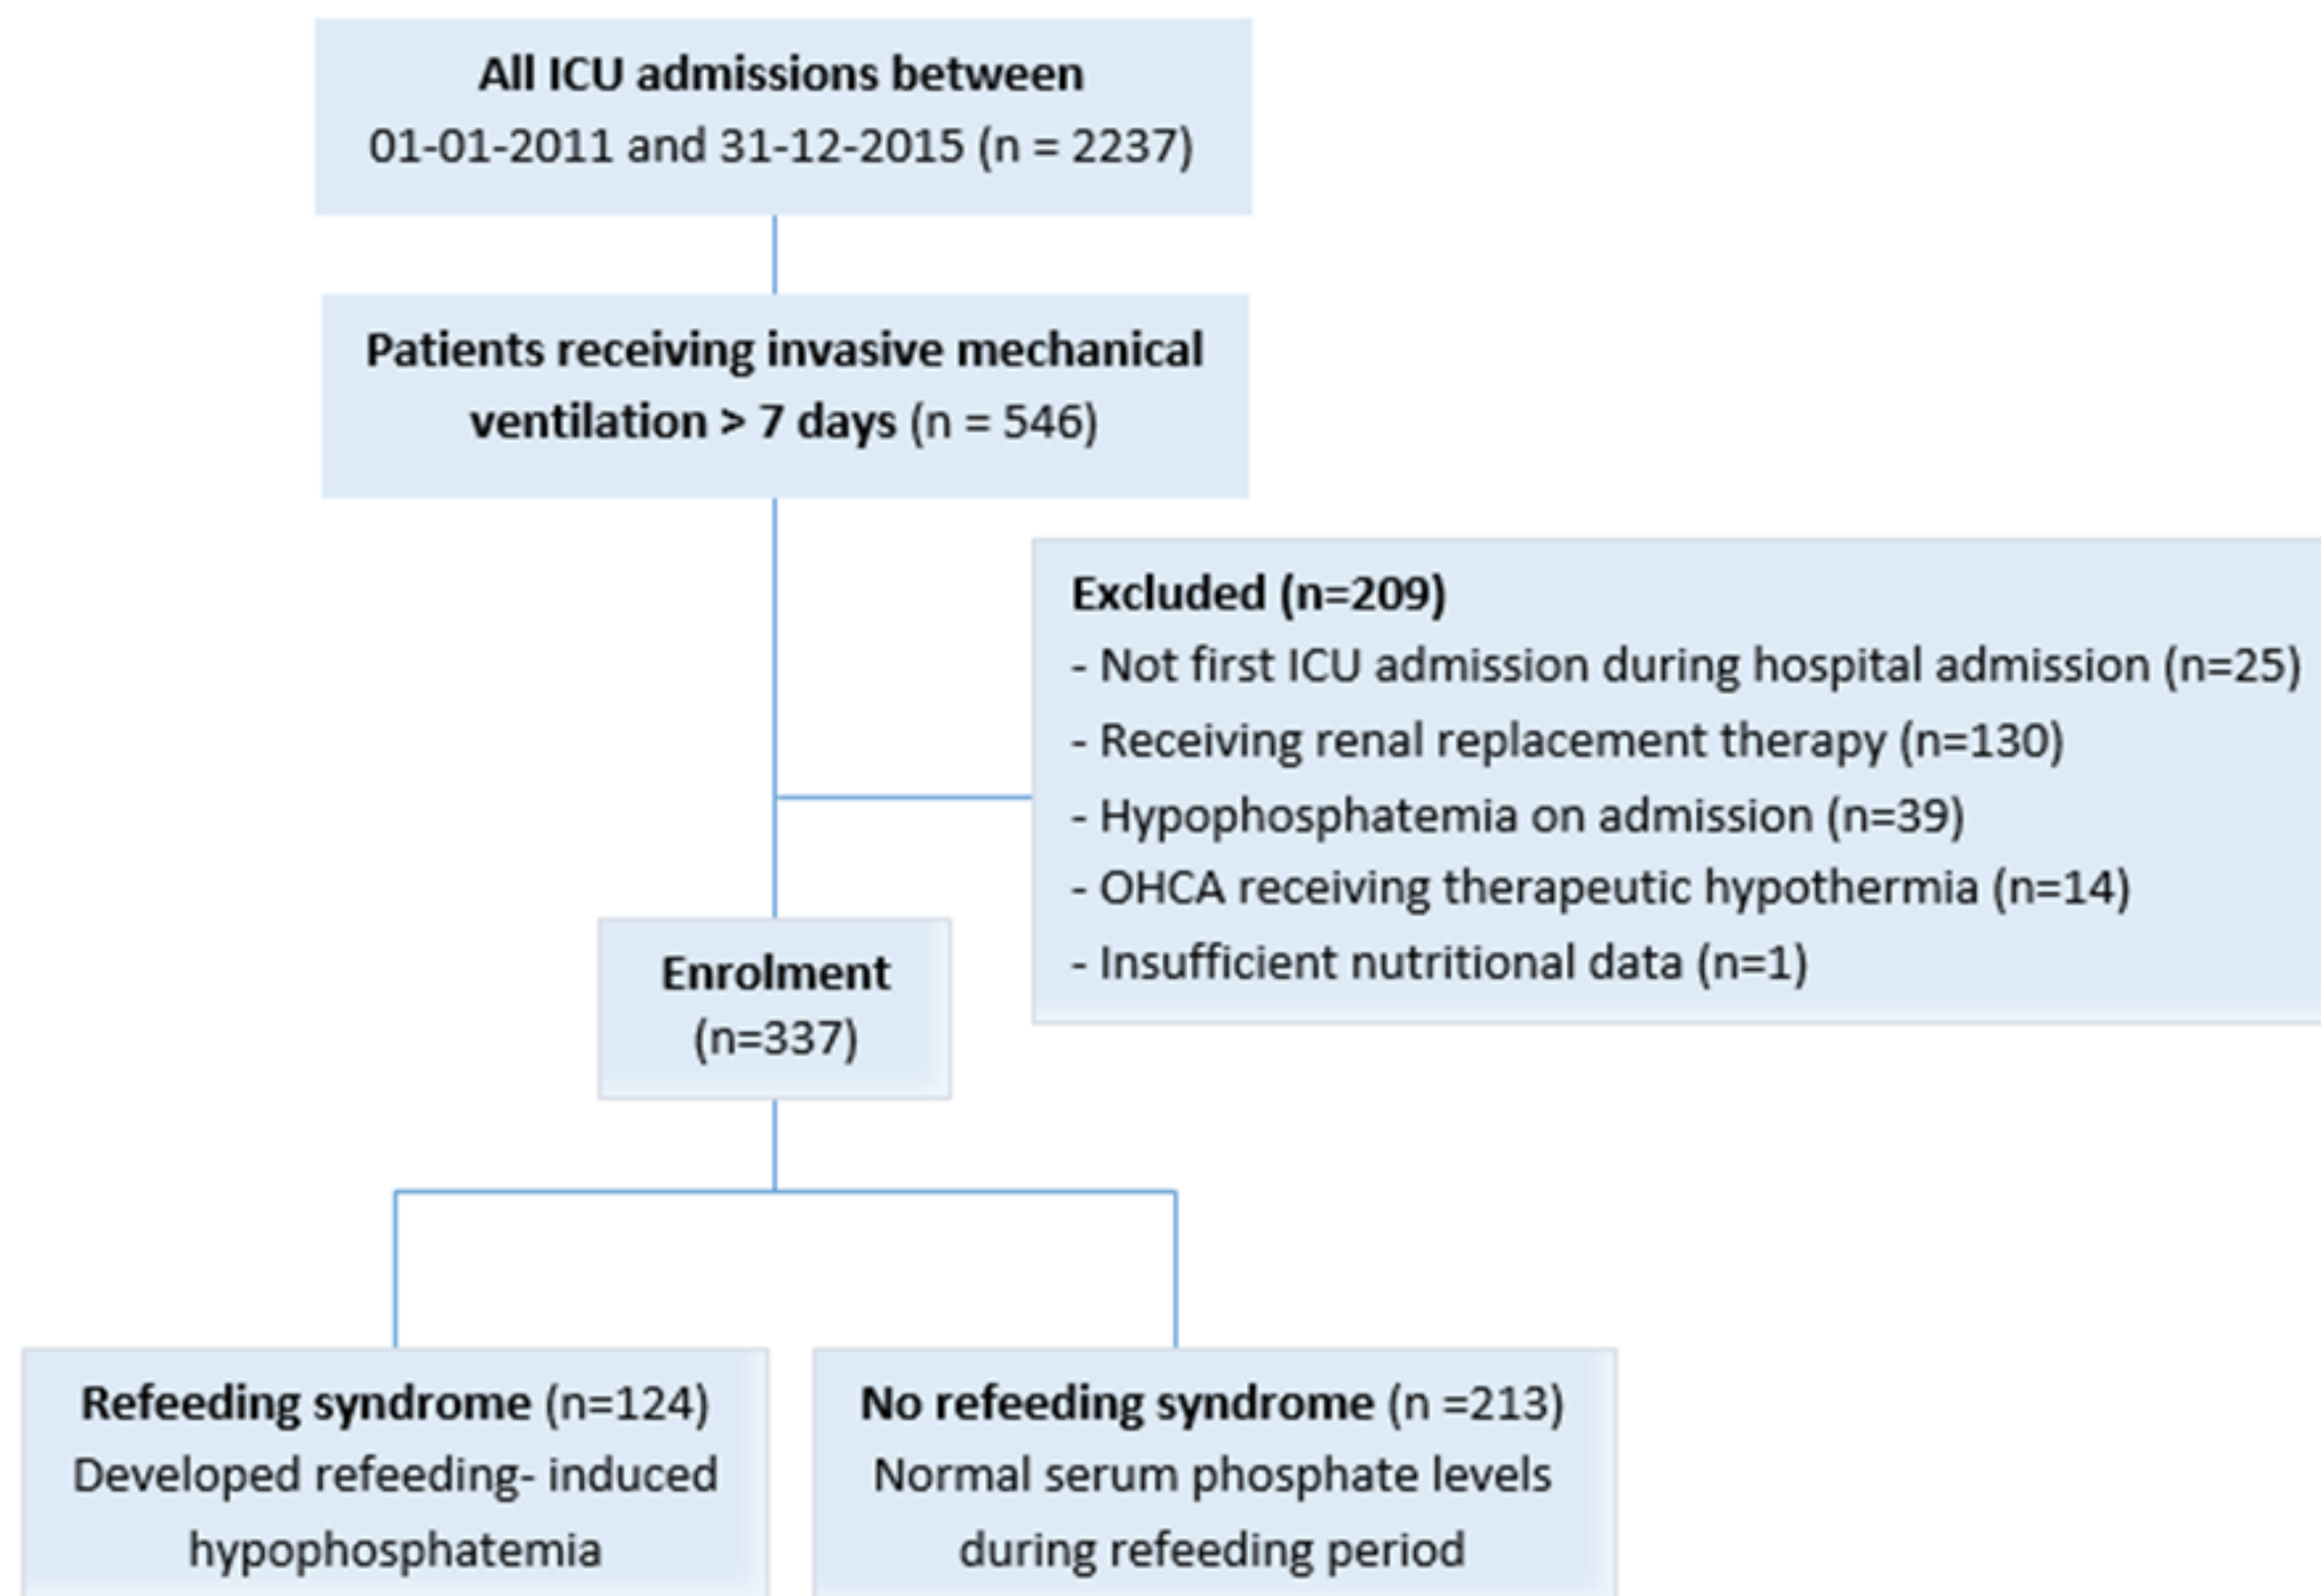 All ICU admissions between
01-01-2011 and 31-12-2015 (n = 2237)
Patients receiving invasive mechanical
ventilation > 7 days (n = 546)
Excluded (n=209)
- Not first ICU admission during hospital admission (n=25)
- Receiving renal replacement therapy (n=130)
- Hypophosphatemia on admission (n=39)
- OHCA receiving therapeutic hypothermia (n=14)
- Insufficient nutritional data (n=1)
Enrolment
(n=337)
Refeeding syndrome (n=124)
Developed refeeding- induced
hypophosphatemia
No refeeding syndrome (n =213)
Normal serum phosphate levels
during refeeding period